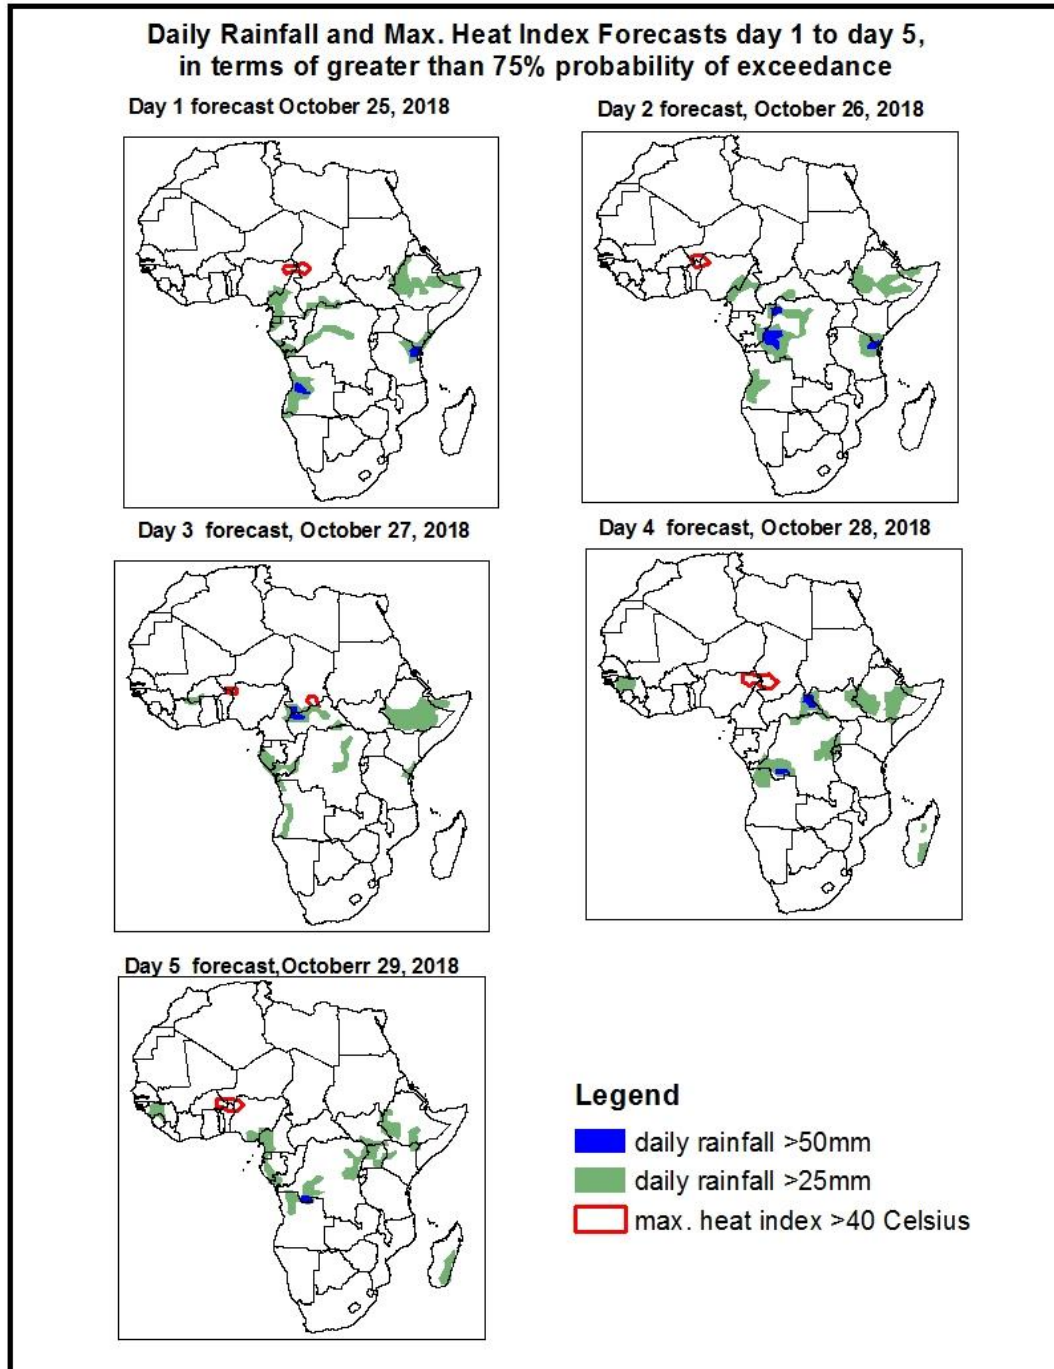 Daily Rainfall and Max. Heat Index Forecasts day 1 to day 5,
in terms of greater than 75% probability of exceedance
Day 1 forecast October 25, 2018
Day 2 forecast, October 26, 2018
Day 3  forecast, October 27, 2018
Day 4  forecast, October 28, 2018
Day 5  forecast,Octoberr 29, 2018
Legend
daily rainfall >50mm
daily rainfall >25mm
max. heat index >40 Celsius